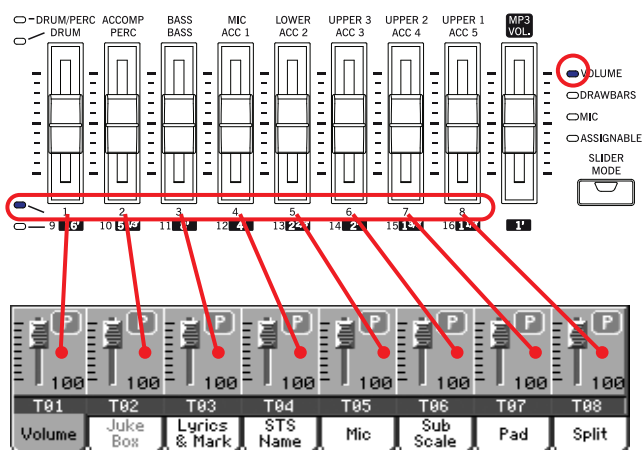 DRUM/PERC ACCOMP BASS MIC LOWER UPPER 3 UPPER 2 UPPER 1 MP3
DRUM PERC BASS ACC 1 ACC 2 ACC 3 ACC 4 ACC 5 VOL.
VOLUME
DRAWBARS
MIC
ASSIGNABLE
SLIDER
MODE
1 2 3 4 5 6 7 8
9 10 11 12 13 14 15 16 1'
P P P P P P P P
100 100 100 100 100 100 100 100
T01 T02 T03 T04 T05 T06 T07 T08
Volume Juke Lyrics STS Mic Sub Pad Split
Box & Mark Name Scale